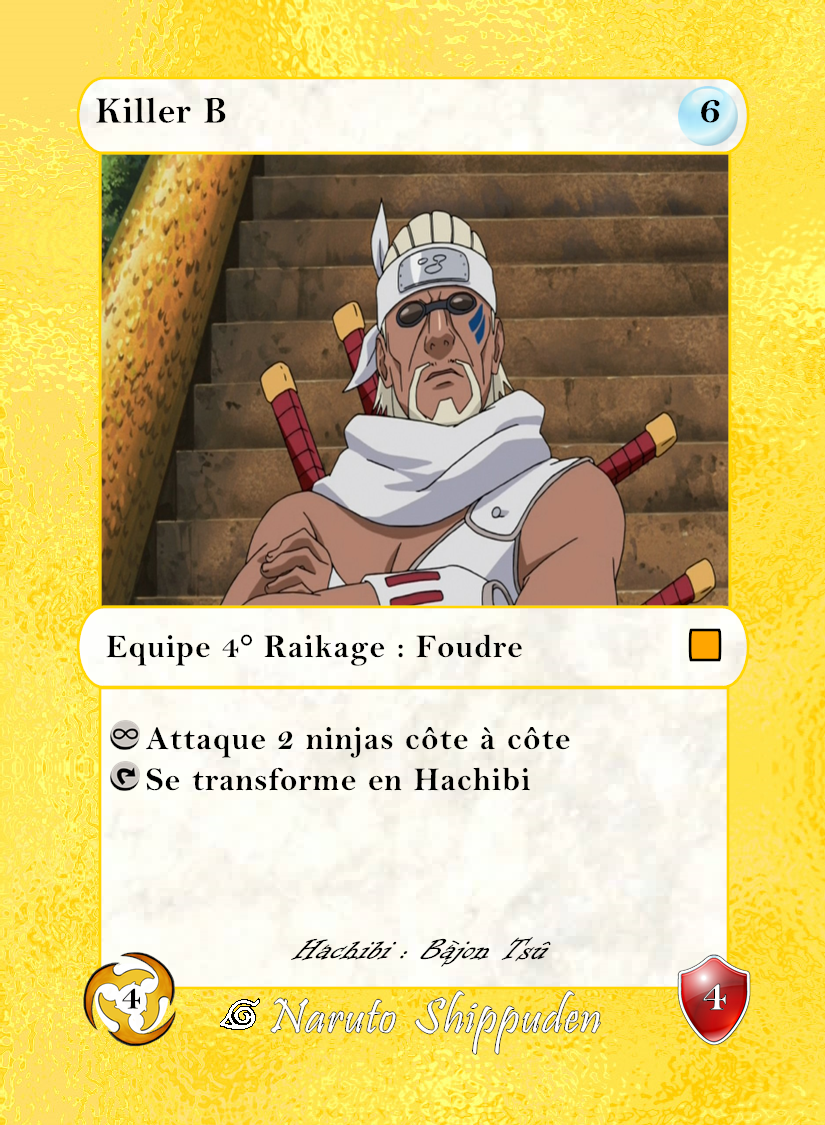 Killer B
6
Equipe 4° Raikage : Foudre
∞ Attaque 2 ninjas côte à côte
Se transforme en Hachibi
Hachibi : Bàjon Tsû
4
Naruto Shippuden
4